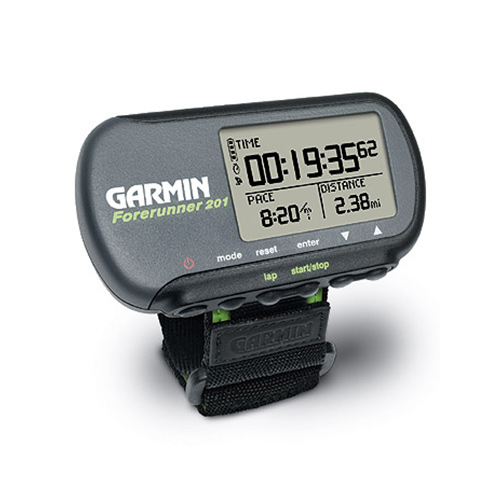 GARMIN
Forerunner 201
TIME
00:19:35 62
PACE
8:20/m
DISTANCE
2.38mi
mode reset enter ▼ ▲
lap start/stop
GARMIN